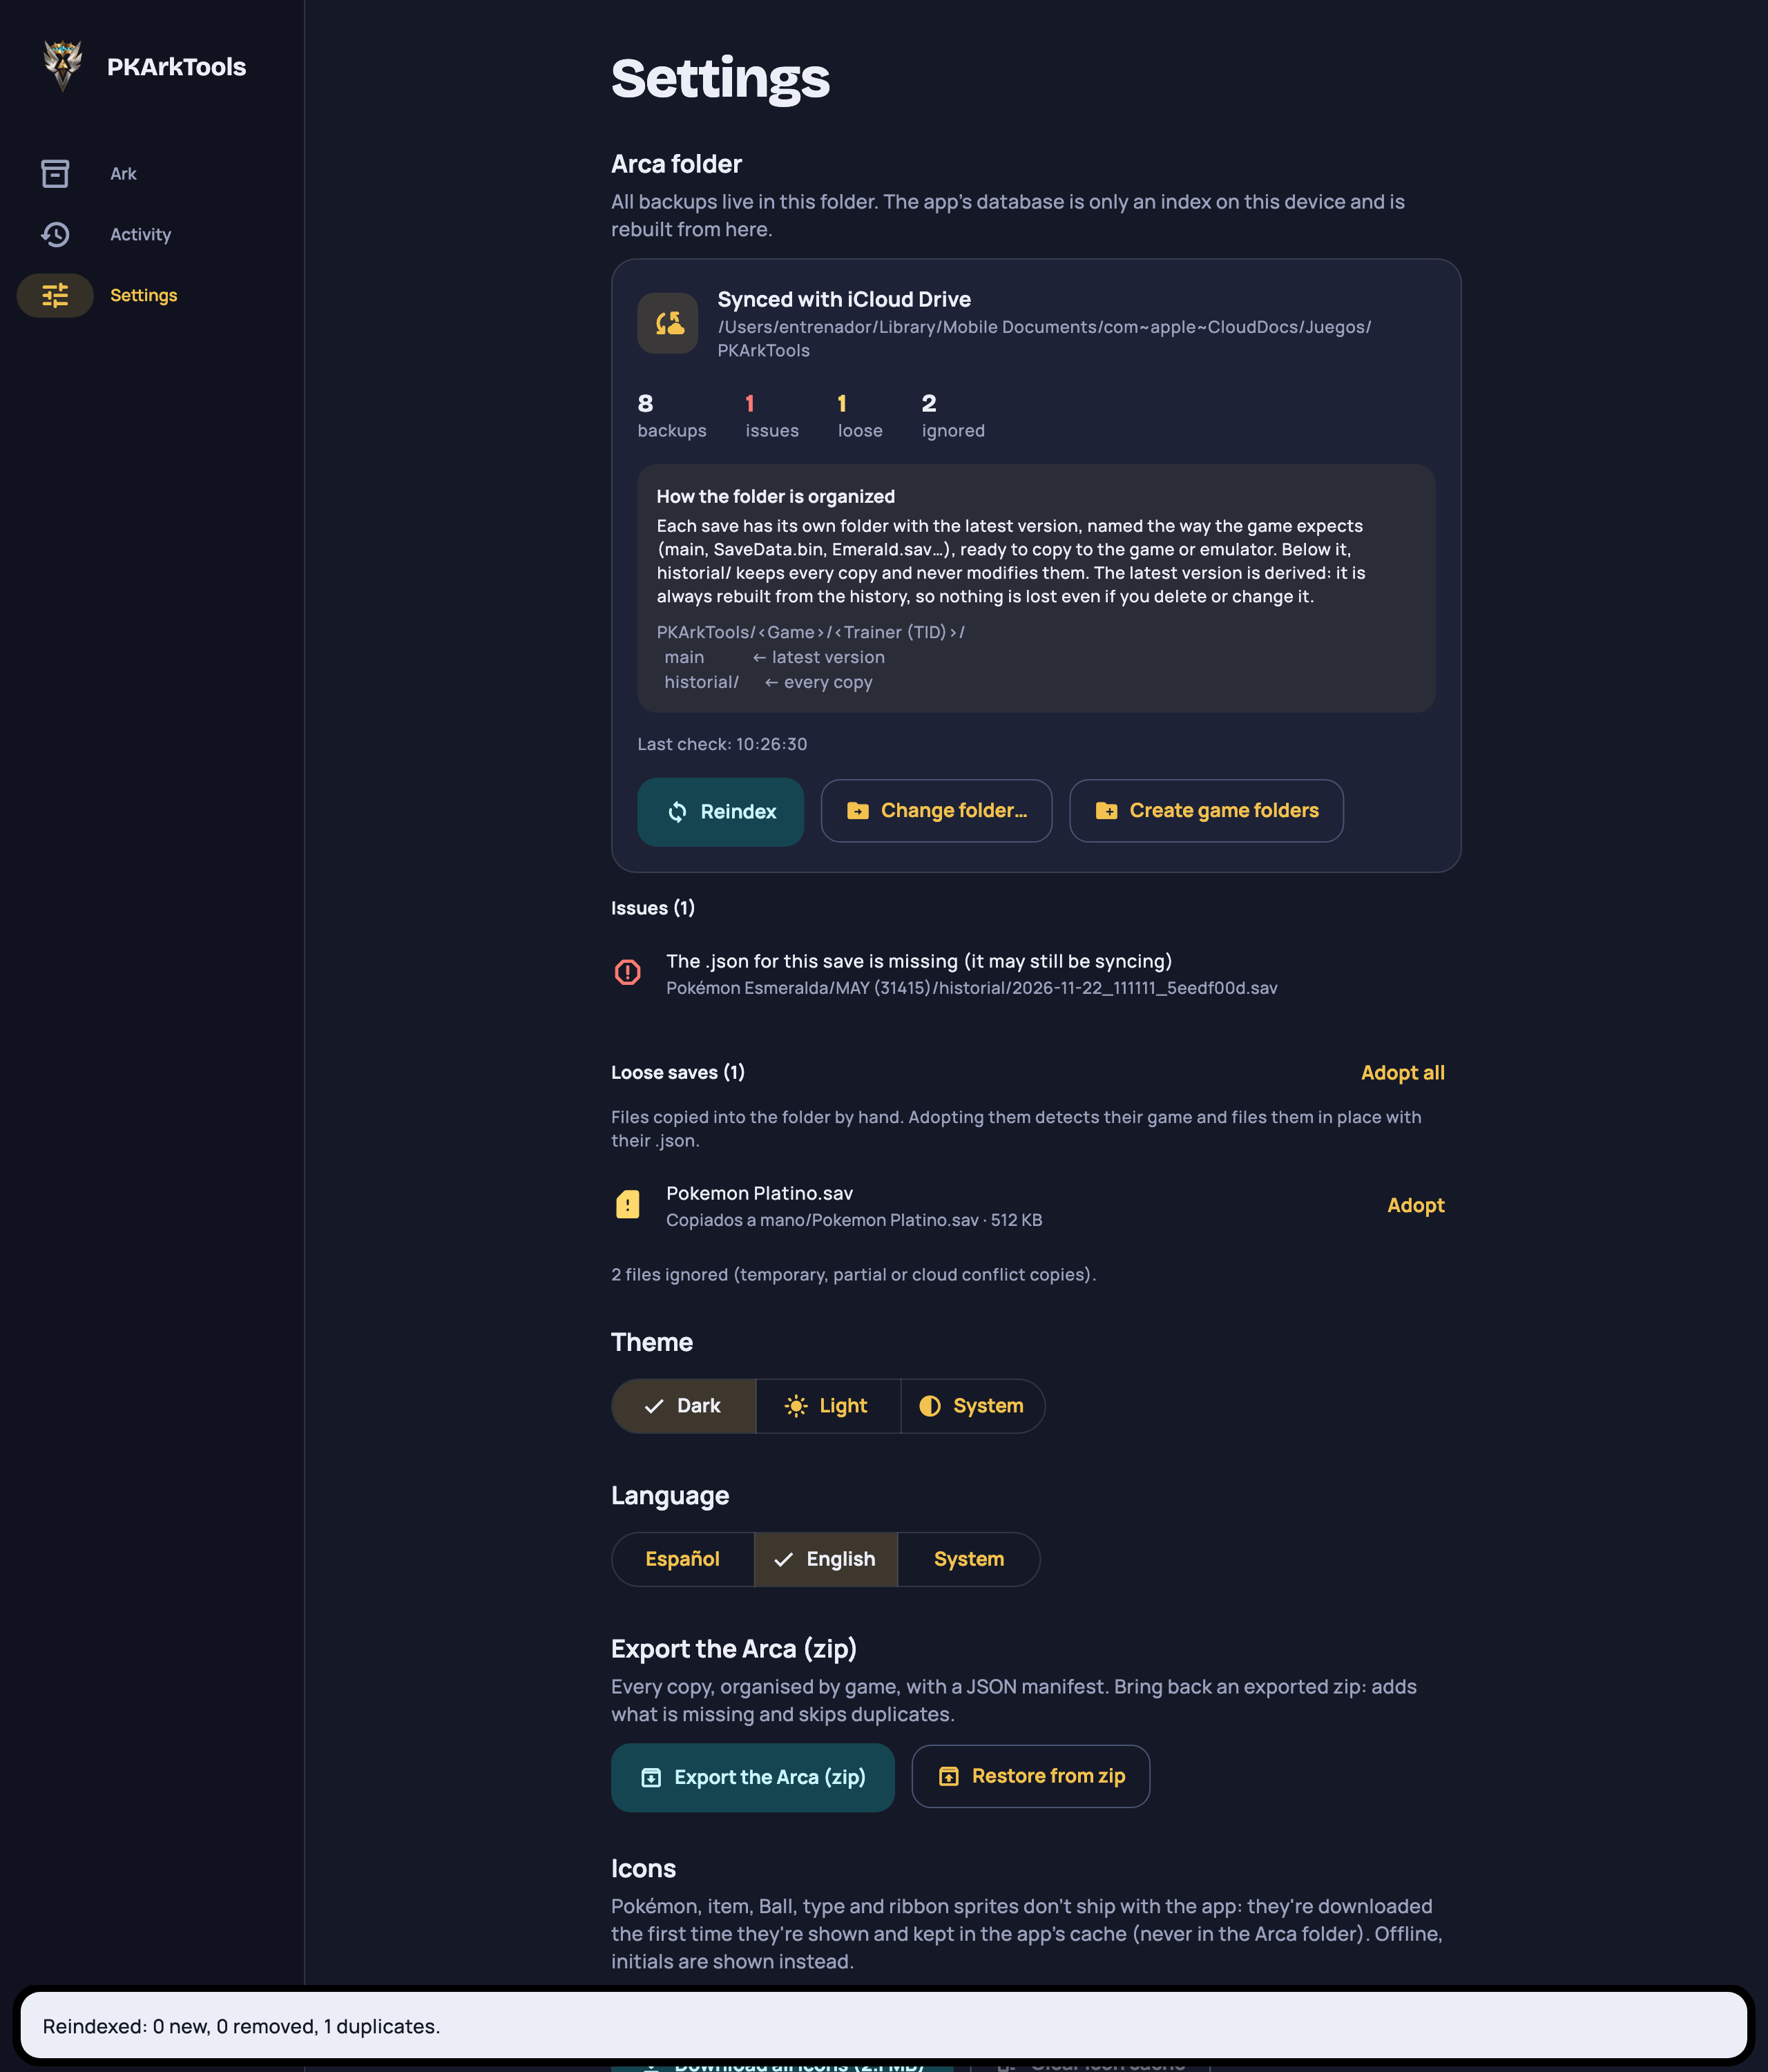 PKArkTools
Ark
Activity
Settings
Settings
Arca folder
All backups live in this folder. The app's database is only an index on this device and is
rebuilt from here.
Synced with iCloud Drive
/Users/entrenador/Library/Mobile Documents/com~apple~CloudDocs/Juegos/
PKArkTools
8 1 1 2
backups issues loose ignored
How the folder is organized
Each save has its own folder with the latest version, named the way the game expects
(main, SaveData.bin, Emerald.sav…), ready to copy to the game or emulator. Below it,
historial/ keeps every copy and never modifies them. The latest version is derived: it is
always rebuilt from the history, so nothing is lost even if you delete or change it.
PKArkTools/<Game>/<Trainer (TID)>/
main ← latest version
historial/ ← every copy
Last check: 10:26:30
Reindex Change folder… Create game folders
Issues (1)
The .json for this save is missing (it may still be syncing)
Pokémon Esmeralda/MAY (31415)/historial/2026-11-22_111111_5eedf00d.sav
Loose saves (1) Adopt all
Files copied into the folder by hand. Adopting them detects their game and files them in place with
their .json.
Pokemon Platino.sav
Copiados a mano/Pokemon Platino.sav · 512 KB
Adopt
2 files ignored (temporary, partial or cloud conflict copies).
Theme
Dark Light System
Language
Español English System
Export the Arca (zip)
Every copy, organised by game, with a JSON manifest. Bring back an exported zip: adds
what is missing and skips duplicates.
Export the Arca (zip) Restore from zip
Icons
Pokémon, item, Ball, type and ribbon sprites don't ship with the app: they're downloaded
the first time they're shown and kept in the app's cache (never in the Arca folder). Offline,
initials are shown instead.
Reindexed: 0 new, 0 removed, 1 duplicates.
Download all icons (2.1 MB) Clear icon cache